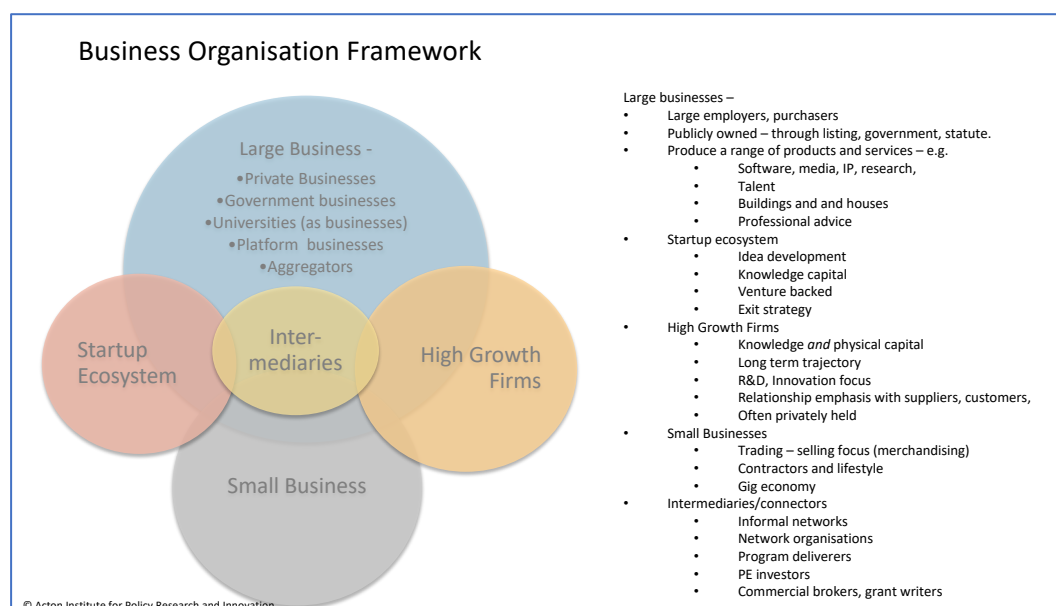 Business Organisation Framework
Large Business -
•Private Businesses
•Government businesses
•Universities (as businesses)
•Platform businesses
•Aggregators
Startup
Ecosystem
Inter-
mediaries
High Growth
Firms
Small Business
Large businesses –
• Large employers, purchasers
• Publicly owned – through listing, government, statute.
• Produce a range of products and services – e.g.
• Software, media, IP, research,
• Talent
• Buildings and and houses
• Professional advice
• Startup ecosystem
• Idea development
• Knowledge capital
• Venture backed
• Exit strategy
• High Growth Firms
• Knowledge and physical capital
• Long term trajectory
• R&D, Innovation focus
• Relationship emphasis with suppliers, customers,
• Often privately held
• Small Businesses
• Trading – selling focus (merchandising)
• Contractors and lifestyle
• Gig economy
• Intermediaries/connectors
• Informal networks
• Network organisations
• Program deliverers
• PE investors
• Commercial brokers, grant writers
© Acton Institute for Policy Research and Innovation